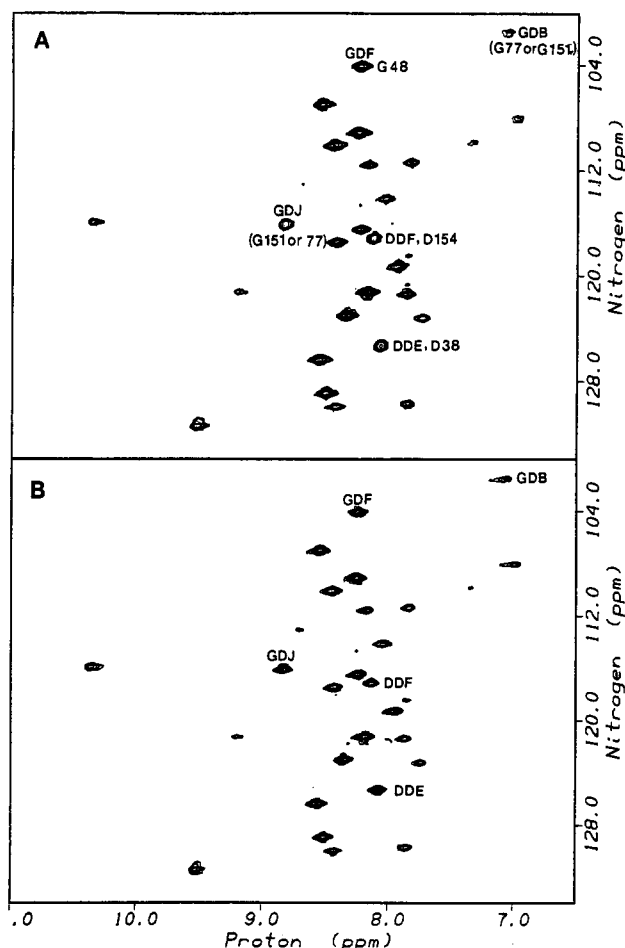 A
GDF
G48
GDB
(G77orG151)
104.0
112.0
GDJ
(G151or 77)
DDF, D154
120.0
DDE, D38
128.0
Nitrogen (ppm)
B
GDF
GDB
104.0
112.0
GDJ
DDF
120.0
DDE
128.0
Nitrogen (ppm)
.0 10.0 9.0 8.0 7.0
Proton (ppm)